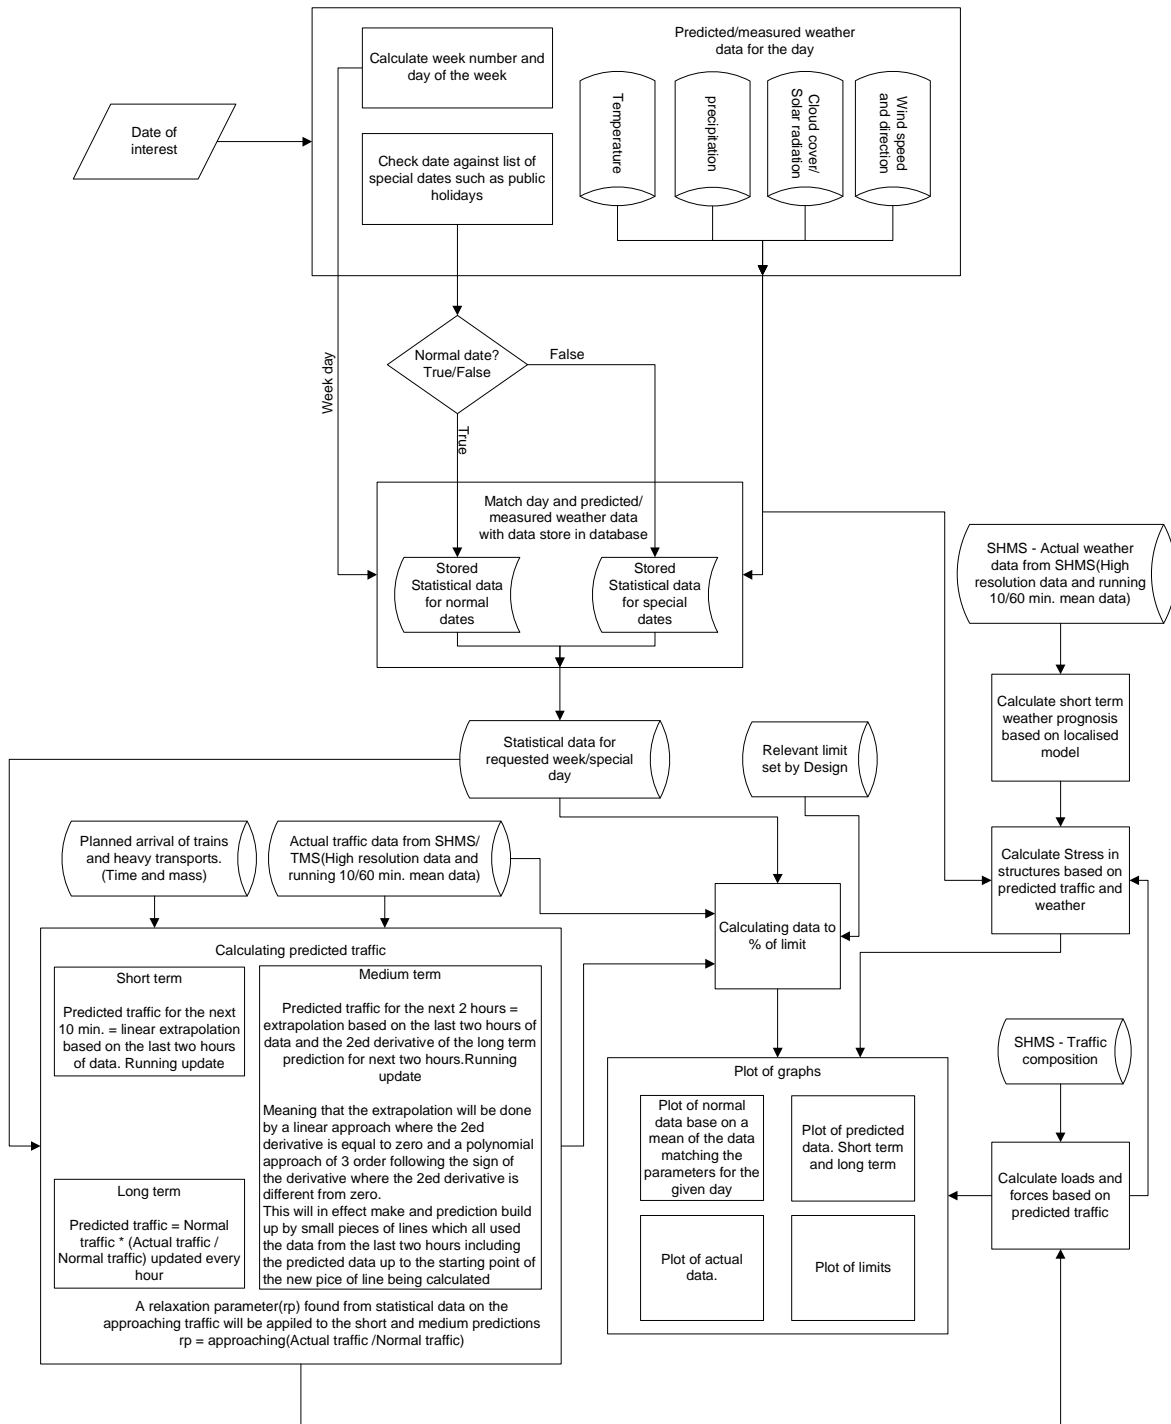 Predicted/measured weather
data for the day
Calculate week number and
day of the week
Temperature
precipitation
Cloud cover/
Solar radiation
Wind speed
and direction
Date of
interest
Check date against list of
special dates such as public
holidays
Normal date?
True/False
False
True
Week day
Match day and predicted/
measured weather data
with data store in database
Stored
Statistical data
for normal
dates
Stored
Statistical data
for special
dates
SHMS - Actual weather
data from SHMS(High
resolution data and running
10/60 min. mean data)
Calculate short term
weather prognosis
based on localised
model
Statistical data for
requested week/special
day
Relevant limit
set by Design
Planned arrival of trains
and heavy transports.
(Time and mass)
Actual traffic data from SHMS/
TMS(High resolution data and
running 10/60 min. mean data)
Calculate Stress in
structures based on
predicted traffic and
weather
Calculating data to
% of limit
Calculating predicted traffic
Short term
Predicted traffic for the next
10 min. = linear extrapolation
based on the last two hours
of data. Running update
Medium term
Predicted traffic for the next 2 hours =
extrapolation based on the last two hours of
data and the 2ed derivative of the long term
prediction for next two hours.Running
update
Meaning that the extrapolation will be done
by a linear approach where the 2ed
derivative is equal to zero and a polynomial
approach of 3 order following the sign of
the derivative where the 2ed derivative is
different from zero.
This will in effect make and prediction build
up by small pieces of lines which all used
the data from the last two hours including
the predicted data up to the starting point of
the new pice of line being calculated
Long term
Predicted traffic = Normal
traffic * (Actual traffic /
Normal traffic) updated every
hour
A relaxation parameter(rp) found from statistical data on the
approaching traffic will be appiled to the short and medium predictions
rp = approaching(Actual traffic /Normal traffic)
SHMS - Traffic
composition
Plot of graphs
Plot of normal
data base on a
mean of the data
matching the
parameters for the
given day
Plot of predicted
data. Short term
and long term
Plot of actual
data.
Plot of limits
Calculate loads and
forces based on
predicted traffic